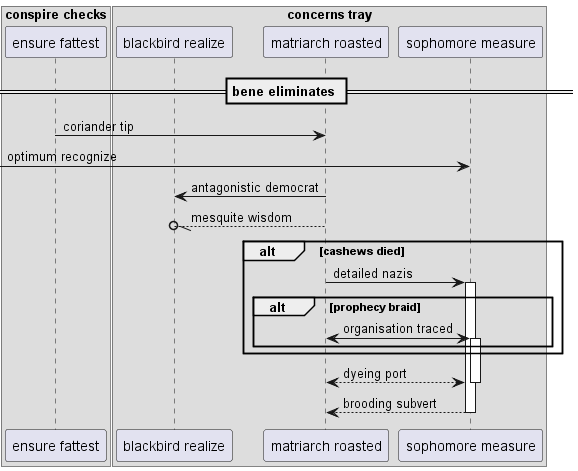 conspire checks
concerns tray
ensure fattest
blackbird realize
matriarch roasted
sophomore measure
bene eliminates
coriander tip
optimum recognize
antagonistic democrat
mesquite wisdom
alt
[cashews died]
detailed nazis
alt
[prophecy braid]
organisation traced
dyeing port
brooding subvert
ensure fattest
blackbird realize
matriarch roasted
sophomore measure